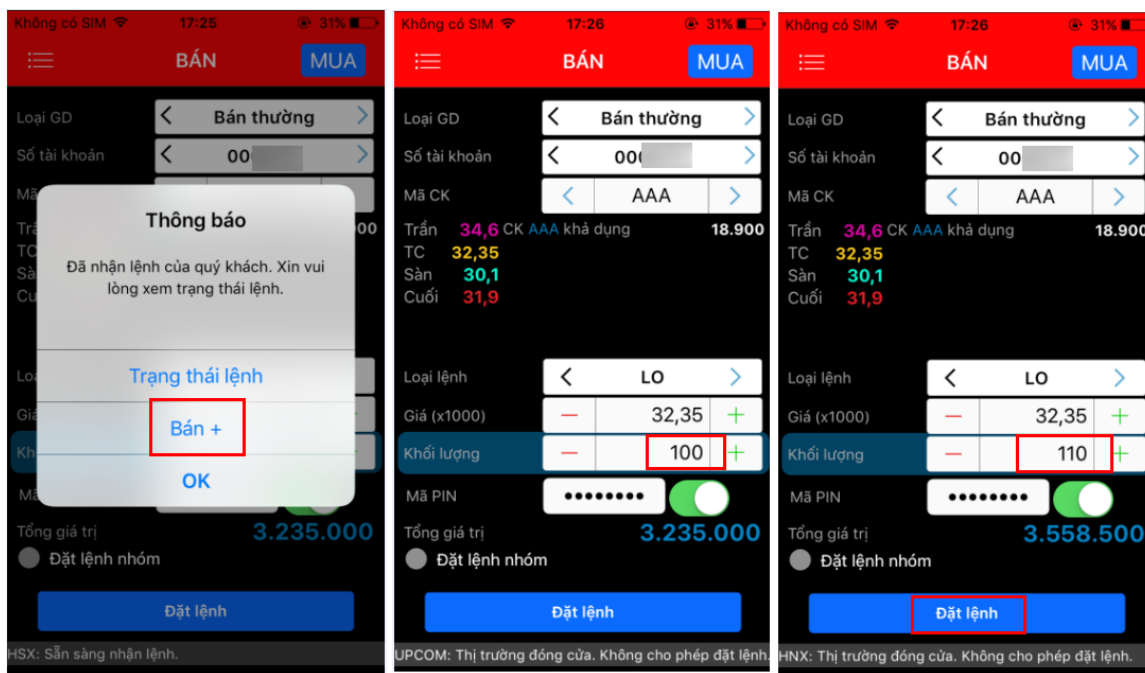 Không có SIM 17:25 31%
BÁN MUA
Loại GD Bán thường
Số tài khoản 00
Mã
Trầ 00
TC
Sà
Cu
Thông báo
Đã nhận lệnh của quý khách. Xin vui
lòng xem trạng thái lệnh.
Trạng thái lệnh
Bán +
OK
Loạ
Giá
Kh
Mã
Tổng giá trị 3.235.000
Đặt lệnh nhóm
Đặt lệnh
HSX: Sẵn sàng nhận lệnh.
Không có SIM 17:26 31%
BÁN MUA
Loại GD Bán thường
Số tài khoản 00
Mã CK AAA
Trần 34,6 CK AAA khả dụng 18.900
TC 32,35
Sàn 30,1
Cuối 31,9
Loại lệnh LO
Giá (x1000) 32,35
Khối lượng 100
Mã PIN ••••••••
Tổng giá trị 3.235.000
Đặt lệnh nhóm
Đặt lệnh
UPCOM: Thị trường đóng cửa. Không cho phép đặt lệnh.
Không có SIM 17:26 31%
BÁN MUA
Loại GD Bán thường
Số tài khoản 00
Mã CK AAA
Trần 34,6 CK AAA khả dụng 18.900
TC 32,35
Sàn 30,1
Cuối 31,9
Loại lệnh LO
Giá (x1000) 32,35
Khối lượng 110
Mã PIN ••••••••
Tổng giá trị 3.558.500
Đặt lệnh nhóm
Đặt lệnh
HNX: Thị trường đóng cửa. Không cho phép đặt lệnh.